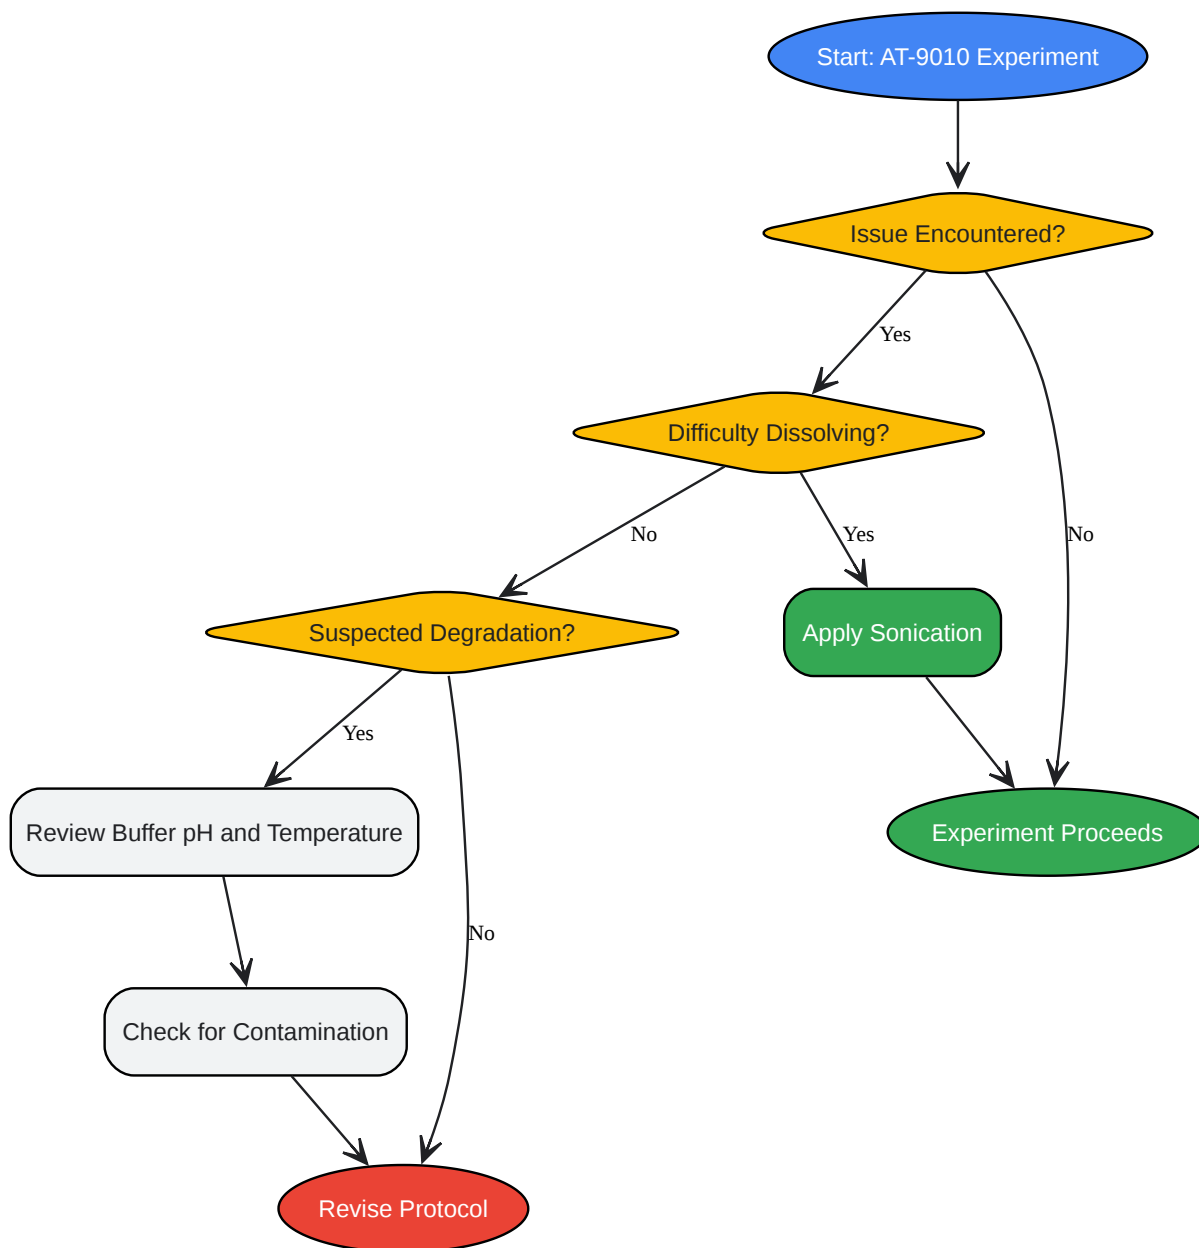 Start: AT-9010 Experiment
Issue Encountered?
Yes
Difficulty Dissolving?
No
Yes
No
Suspected Degradation?
Apply Sonication
Yes
Review Buffer pH and Temperature
Experiment Proceeds
No
Check for Contamination
Revise Protocol